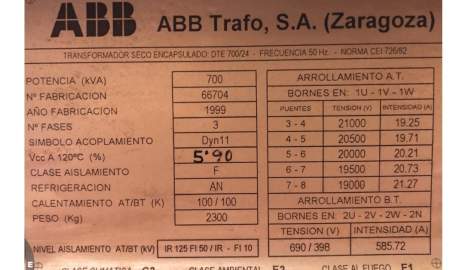 ABB ABB Trafo, S.A. (Zaragoza)
TRANSFORMADOR SECO ENCAPSULADO: DTE 700/24 - FRECUENCIA 50 Hz. - NORMA CEI 726/82
POTENCIA (kVA) 700
Nº FABRICACION 66704
AÑO FABRICACION 1999
Nº FASES 3
SIMBOLO ACOPLAMIENTO Dyn11
Vcc A 120ºC (%) 5'90
CLASE AISLAMIENTO F
REFRIGERACION AN
CALENTAMIENTO AT/BT (K) 100 / 100
PESO (Kg) 2300
NIVEL AISLAMIENTO AT/BT (kV) IR 125 FI 50 / IR - FI 10
ARROLLAMIENTO A.T.
BORNES EN: 1U - 1V - 1W
PUENTES TENSION (V) INTENSIDAD (A)
3 - 4 21000 19.25
4 - 5 20500 19.71
5 - 6 20000 20.21
6 - 7 19500 20.73
7 - 8 19000 21.27
ARROLLAMIENTO B.T.
BORNES EN: 2U - 2V - 2W - 2N
TENSION (V) INTENSIDAD (A)
690 / 398 585.72
CLASE CLIMATICA C2 CLASE AMBIENTAL E2 CLASE AL FUEGO F1